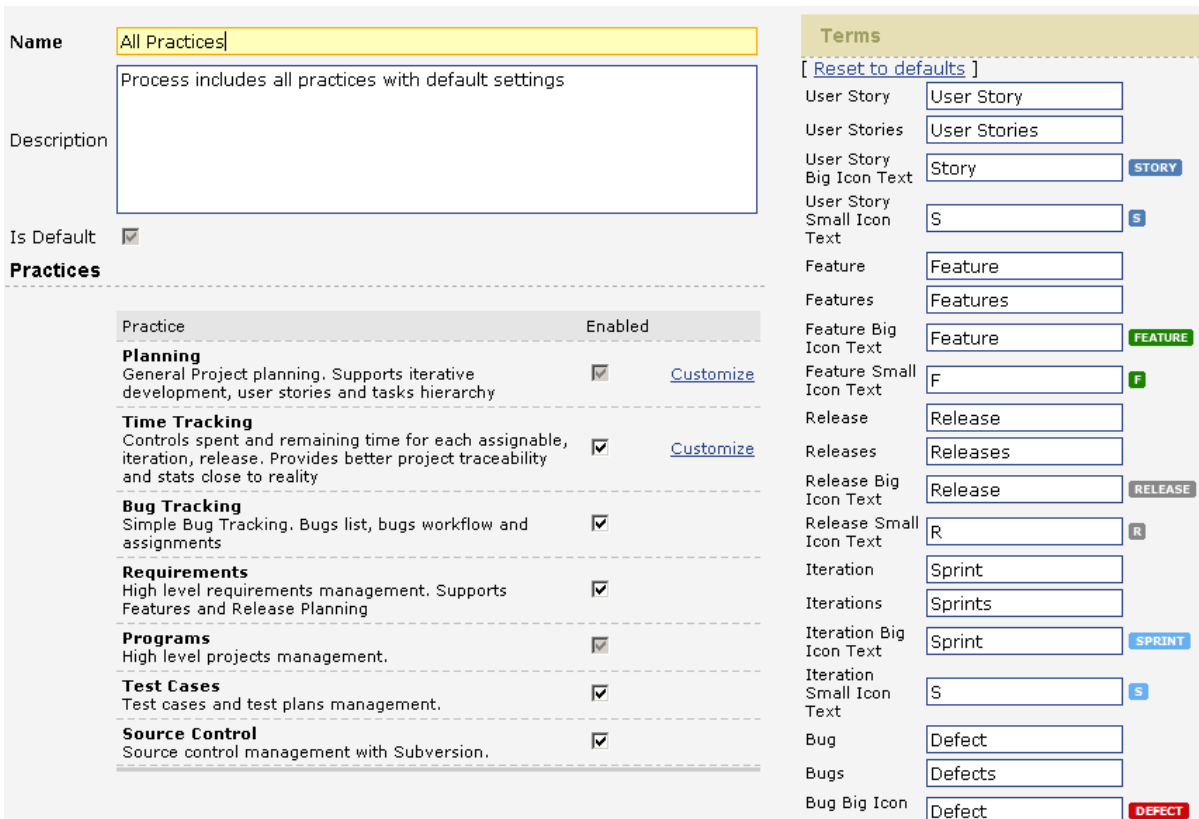 Name
All Practices
Description
Process includes all practices with default settings
Is Default
Practices
Practice
Enabled
Planning
General Project planning. Supports iterative
development, user stories and tasks hierarchy
Customize
Time Tracking
Controls spent and remaining time for each assignable,
iteration, release. Provides better project traceability
and stats close to reality
Customize
Bug Tracking
Simple Bug Tracking. Bugs list, bugs workflow and
assignments
Requirements
High level requirements management. Supports
Features and Release Planning
Programs
High level projects management.
Test Cases
Test cases and test plans management.
Source Control
Source control management with Subversion.
Terms
[ Reset to defaults ]
User Story
User Story
User Stories
User Stories
User Story
Big Icon Text
Story
STORY
User Story
Small Icon
Text
S
S
Feature
Feature
Features
Features
Feature Big
Icon Text
Feature
FEATURE
Feature Small
Icon Text
F
F
Release
Release
Releases
Releases
Release Big
Icon Text
Release
RELEASE
Release Small
Icon Text
R
R
Iteration
Sprint
Iterations
Sprints
Iteration Big
Icon Text
Sprint
SPRINT
Iteration
Small Icon
Text
S
S
Bug
Defect
Bugs
Defects
Bug Big Icon
Defect
DEFECT